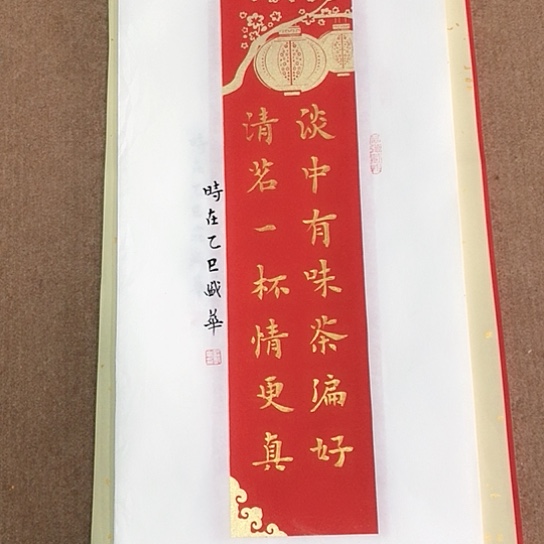 淡中有味茶偏好
清茗一杯情更真
時在乙巳戚華